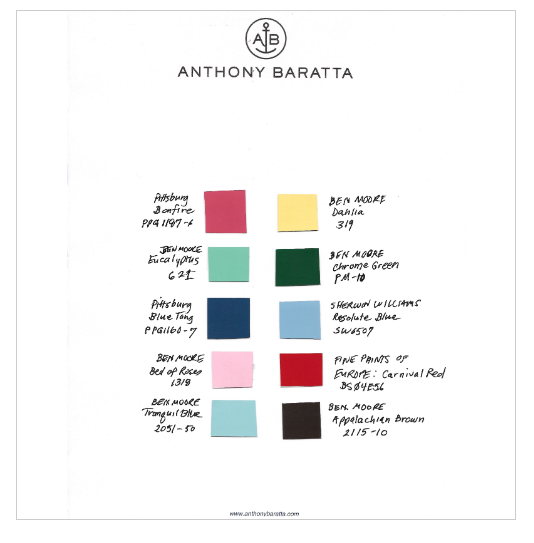 AB
ANTHONY BARATTA
Pittsburg
Bonfire
PPG1187-6
BEN MOORE
Dahlia
319
BEN MOORE
Eucalyptus
621
BEN MOORE
Chrome Green
PM-10
Pittsburg
Blue Tang
PPG1160-7
SHERWIN WILLIAMS
Resolute Blue
SW6507
BEN MOORE
Bed of Roses
1319
FINE PAINTS OF
EUROPE: Carnival Red
BEN MOORE
Tranquil Blue
2051-50
BEN. MOORE
Appalachian Brown
2115-10
www.anthonybaratta.com